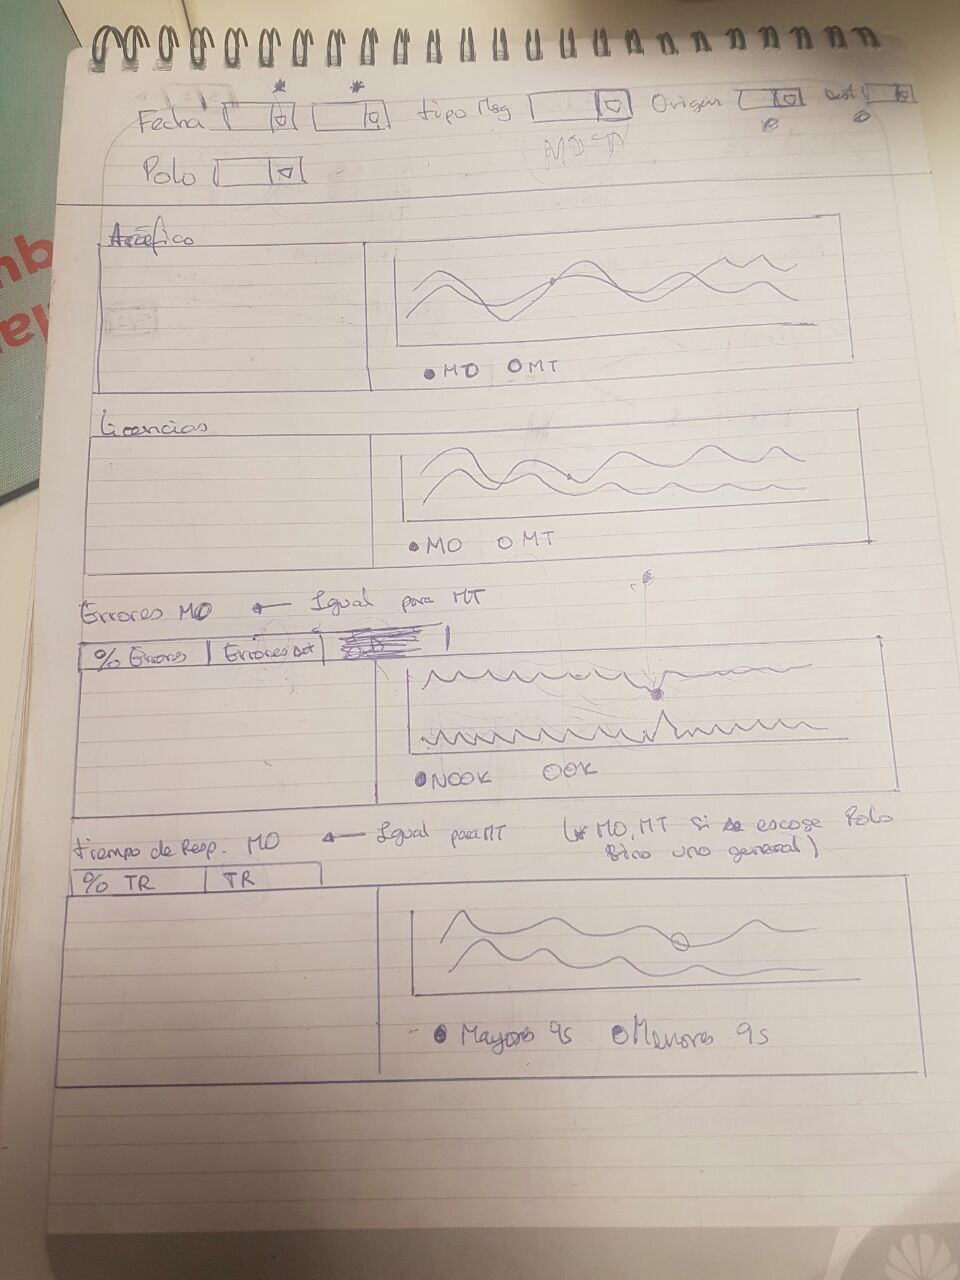 Fecha * * tipo Msg Origen Dest
Polo
Tráfico
MO MT
Licencias
MO MT
Errores MO ← Igual para MT
% Errores Errores Det
NOOK OK
tiempo de Resp. MO ← Igual para MT (* MO, MT si se escoge Polo
Sino uno general)
% TR TR
Mayores 9s Menores 9s